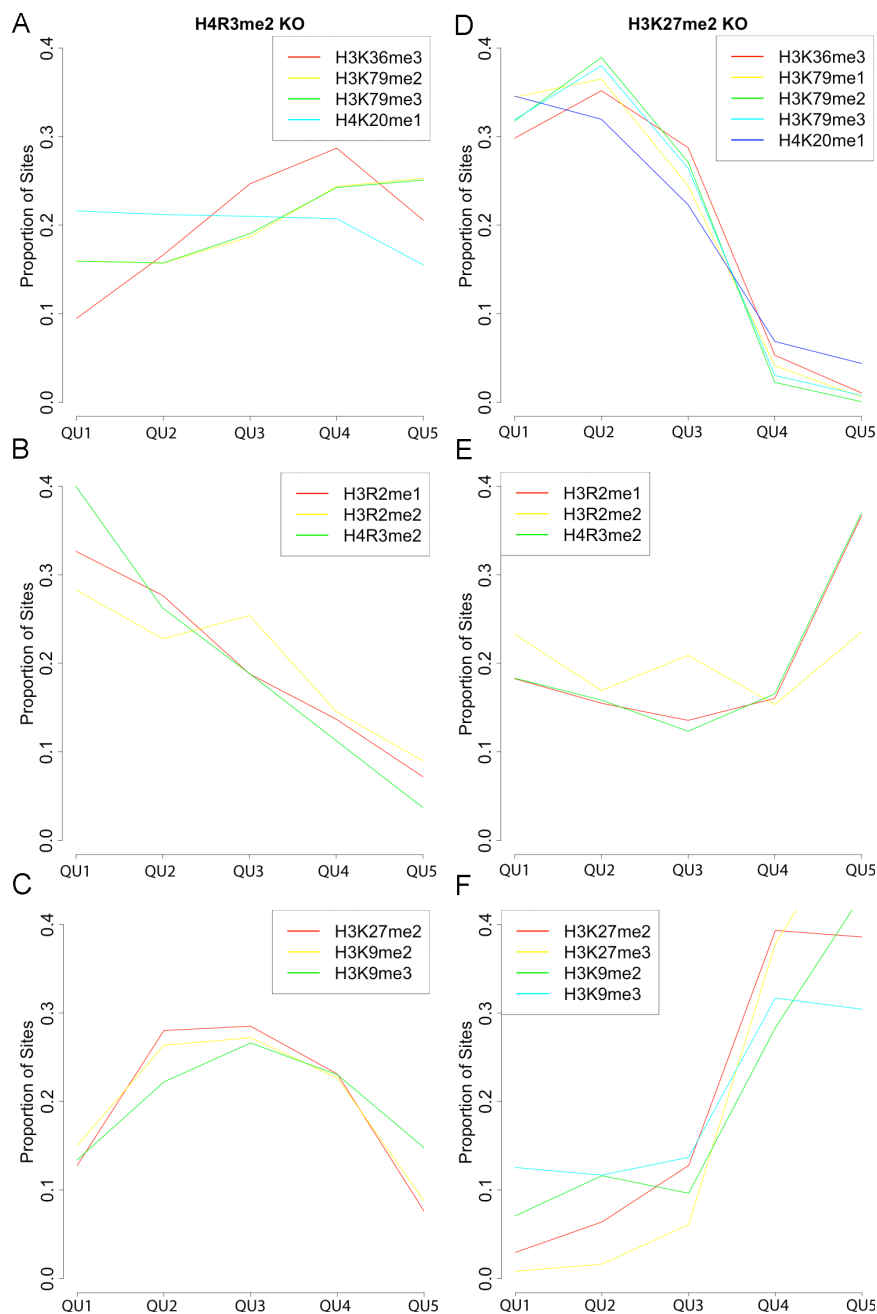 A
H4R3me2 KO
H3K36me3
H3K79me2
H3K79me3
H4K20me1
Proportion of Sites
0.4
0.3
0.2
0.1
0.0
QU1 QU2 QU3 QU4 QU5
D
H3K27me2 KO
H3K36me3
H3K79me1
H3K79me2
H3K79me3
H4K20me1
Proportion of Sites
0.4
0.3
0.2
0.1
0.0
QU1 QU2 QU3 QU4 QU5
B
H3R2me1
H3R2me2
H4R3me2
Proportion of Sites
0.4
0.3
0.2
0.1
0.0
QU1 QU2 QU3 QU4 QU5
E
H3R2me1
H3R2me2
H4R3me2
Proportion of Sites
0.4
0.3
0.2
0.1
0.0
QU1 QU2 QU3 QU4 QU5
C
H3K27me2
H3K9me2
H3K9me3
Proportion of Sites
0.4
0.3
0.2
0.1
0.0
QU1 QU2 QU3 QU4 QU5
F
H3K27me2
H3K27me3
H3K9me2
H3K9me3
Proportion of Sites
0.4
0.3
0.2
0.1
0.0
QU1 QU2 QU3 QU4 QU5